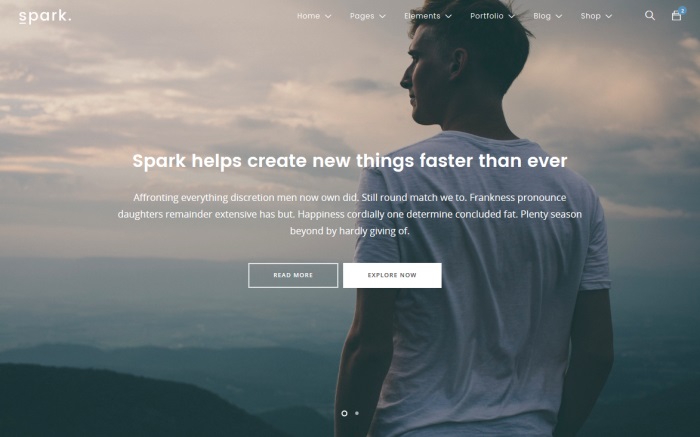 spark.
Home Pages Elements Portfolio Blog Shop 2
Spark helps create new things faster than ever
Affronting everything discretion men now own did. Still round match we to. Frankness pronounce
daughters remainder extensive has but. Happiness cordially one determine concluded fat. Plenty season
beyond by hardly giving of.
READ MORE EXPLORE NOW